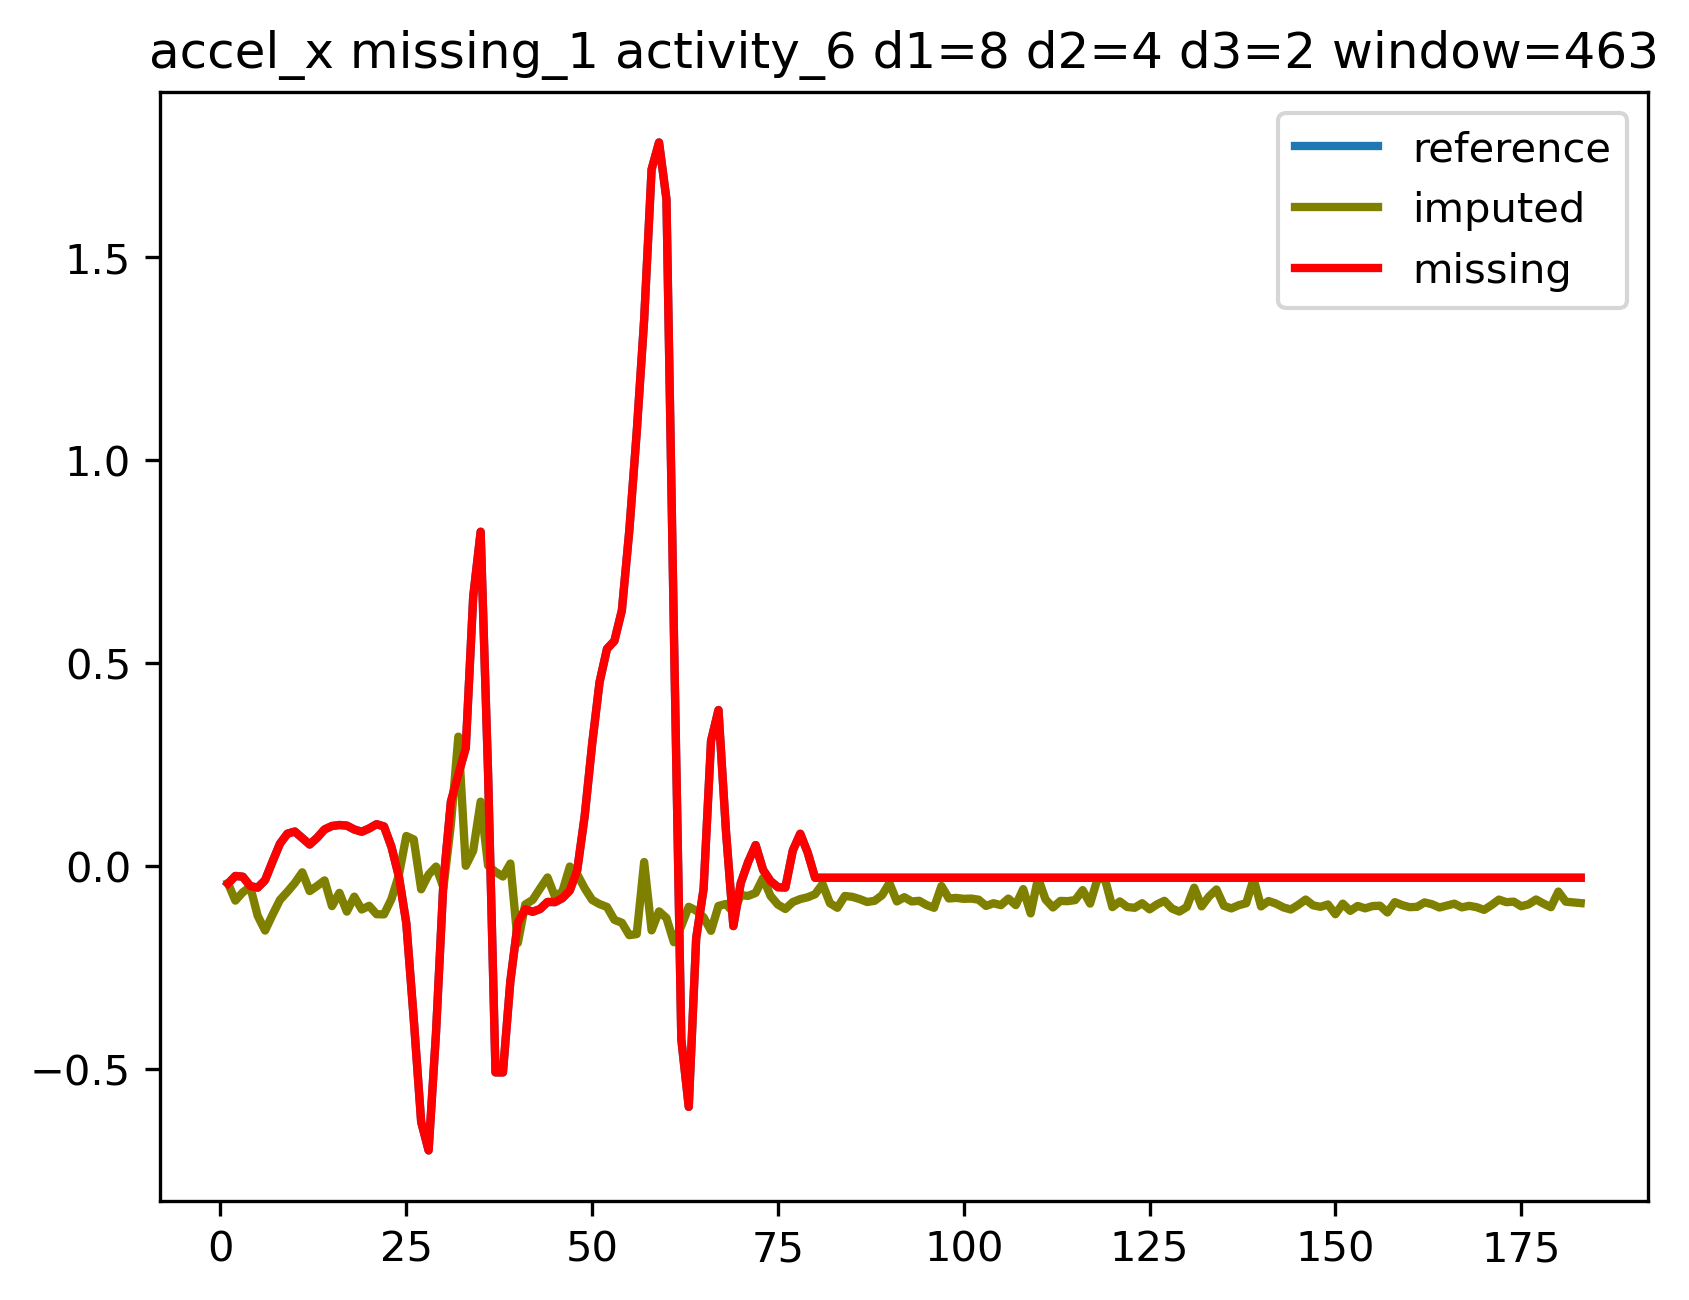 accel_x missing_1 activity_6 d1=8 d2=4 d3=2 window=463
reference
imputed
missing
1.5
1.0
0.5
0.0
−0.5
0 25 50 75 100 125 150 175